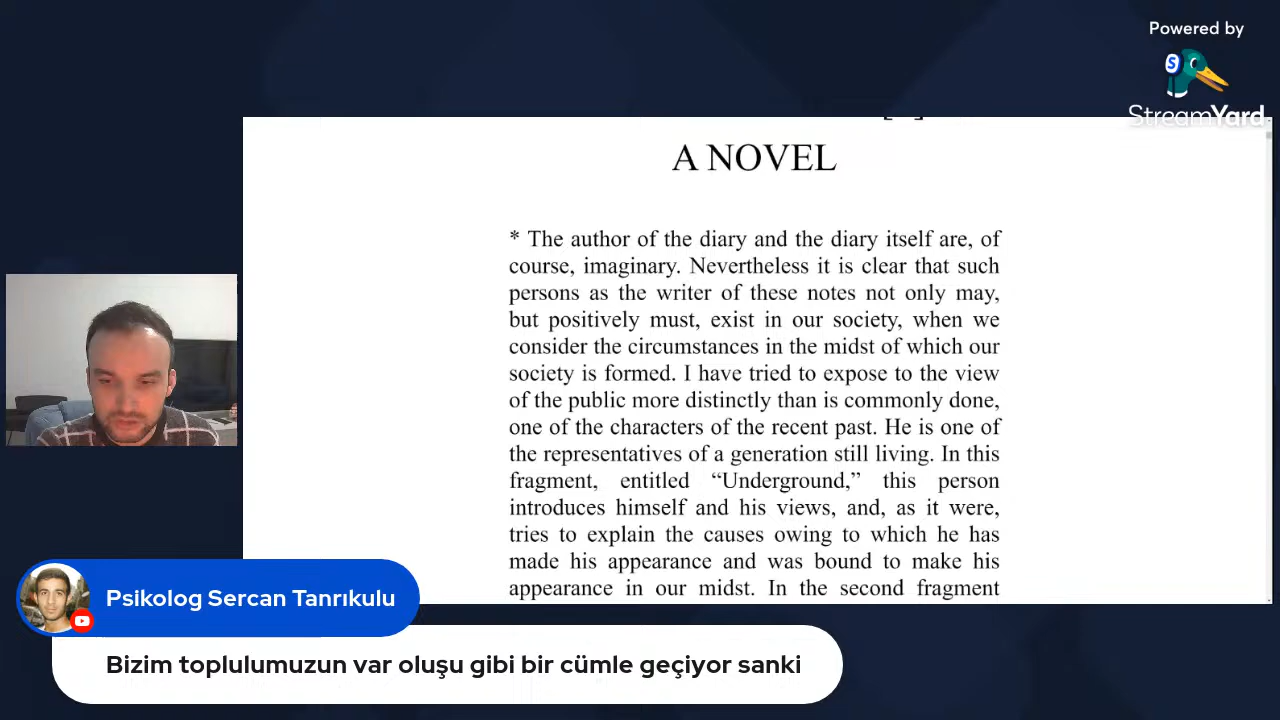 Powered by
S
StreamYard
A NOVEL
* The author of the diary and the diary itself are, of
course, imaginary. Nevertheless it is clear that such
persons as the writer of these notes not only may,
but positively must, exist in our society, when we
consider the circumstances in the midst of which our
society is formed. I have tried to expose to the view
of the public more distinctly than is commonly done,
one of the characters of the recent past. He is one of
the representatives of a generation still living. In this
fragment, entitled “Underground,” this person
introduces himself and his views, and, as it were,
tries to explain the causes owing to which he has
made his appearance and was bound to make his
appearance in our midst. In the second fragment
Psikolog Sercan Tanrıkulu
Bizim toplulumuzun var oluşu gibi bir cümle geçiyor sanki